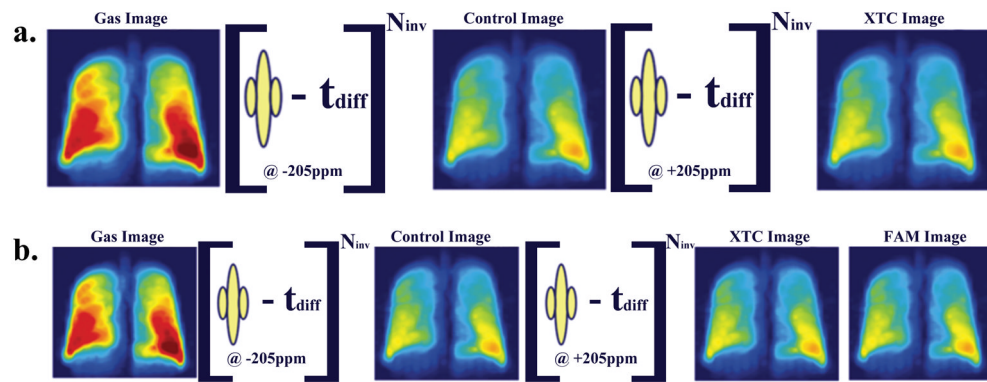 a.
Gas Image
N inv
Control Image
N inv
XTC Image
- t diff
@ -205ppm
- t diff
@ +205ppm
b.
Gas Image
N inv
Control Image
N inv
XTC Image
FAM Image
- t diff
@ -205ppm
- t diff
@ +205ppm